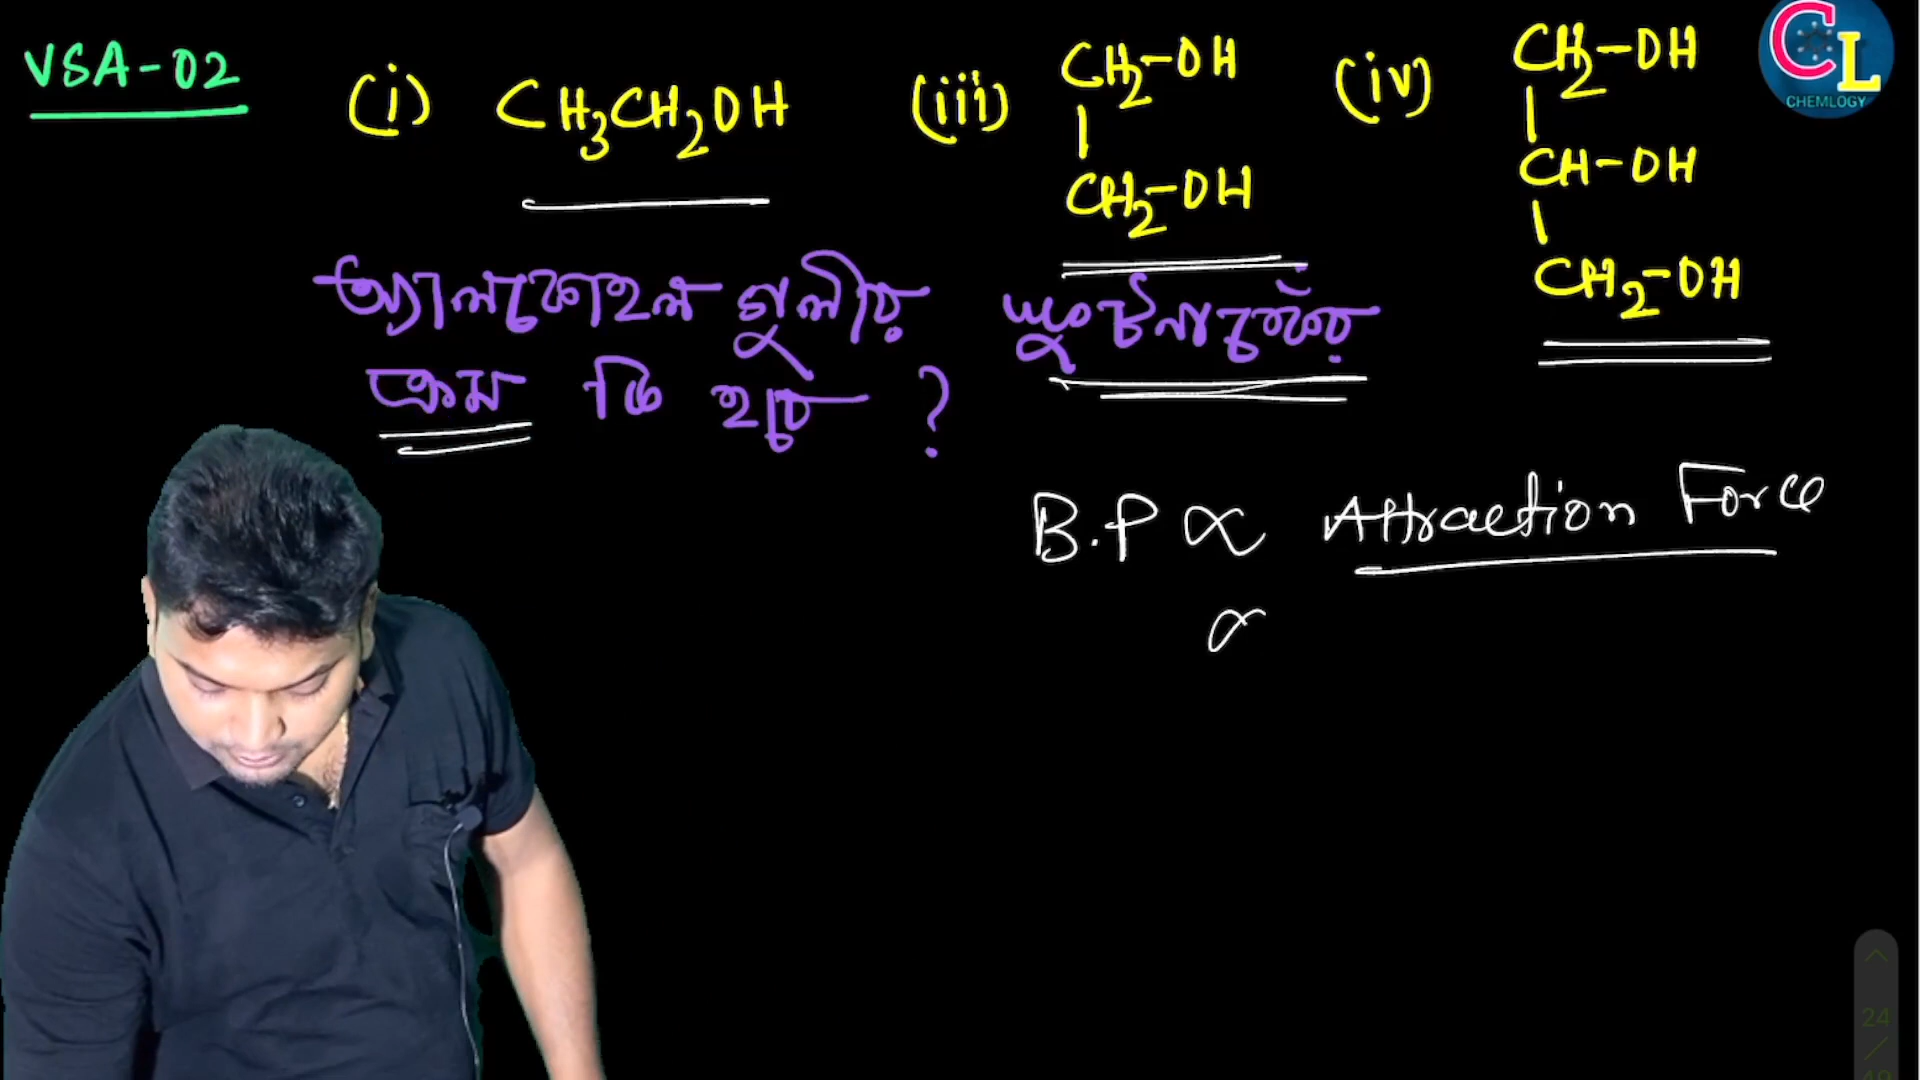 VSA-02
(i) CH3CH2OH
(iii) CH2-OH
|
CH2-OH
(iv) CH2-OH
|
CH-OH
|
CH2-OH
CL
CHEMLOGY
অ্যালকোহল গুলীর স্ফুটনাঙ্কের
ক্রম কি হবে ?
B.P ∝ Attraction Force
∝
24
/